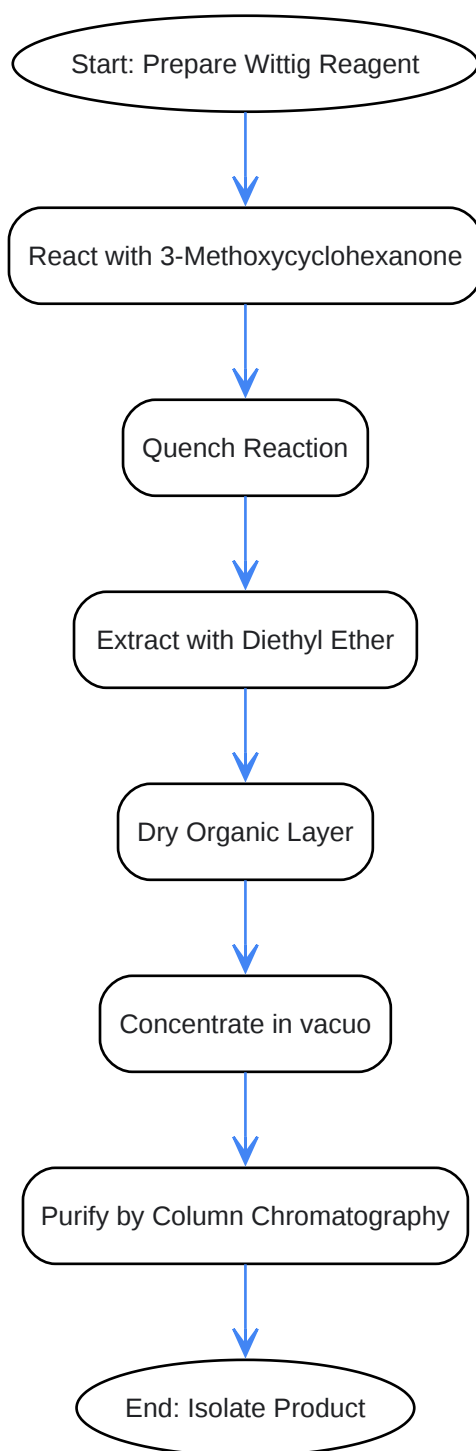 Start: Prepare Wittig Reagent
React with 3-Methoxycyclohexanone
Quench Reaction
Extract with Diethyl Ether
Dry Organic Layer
Concentrate in vacuo
Purify by Column Chromatography
End: Isolate Product